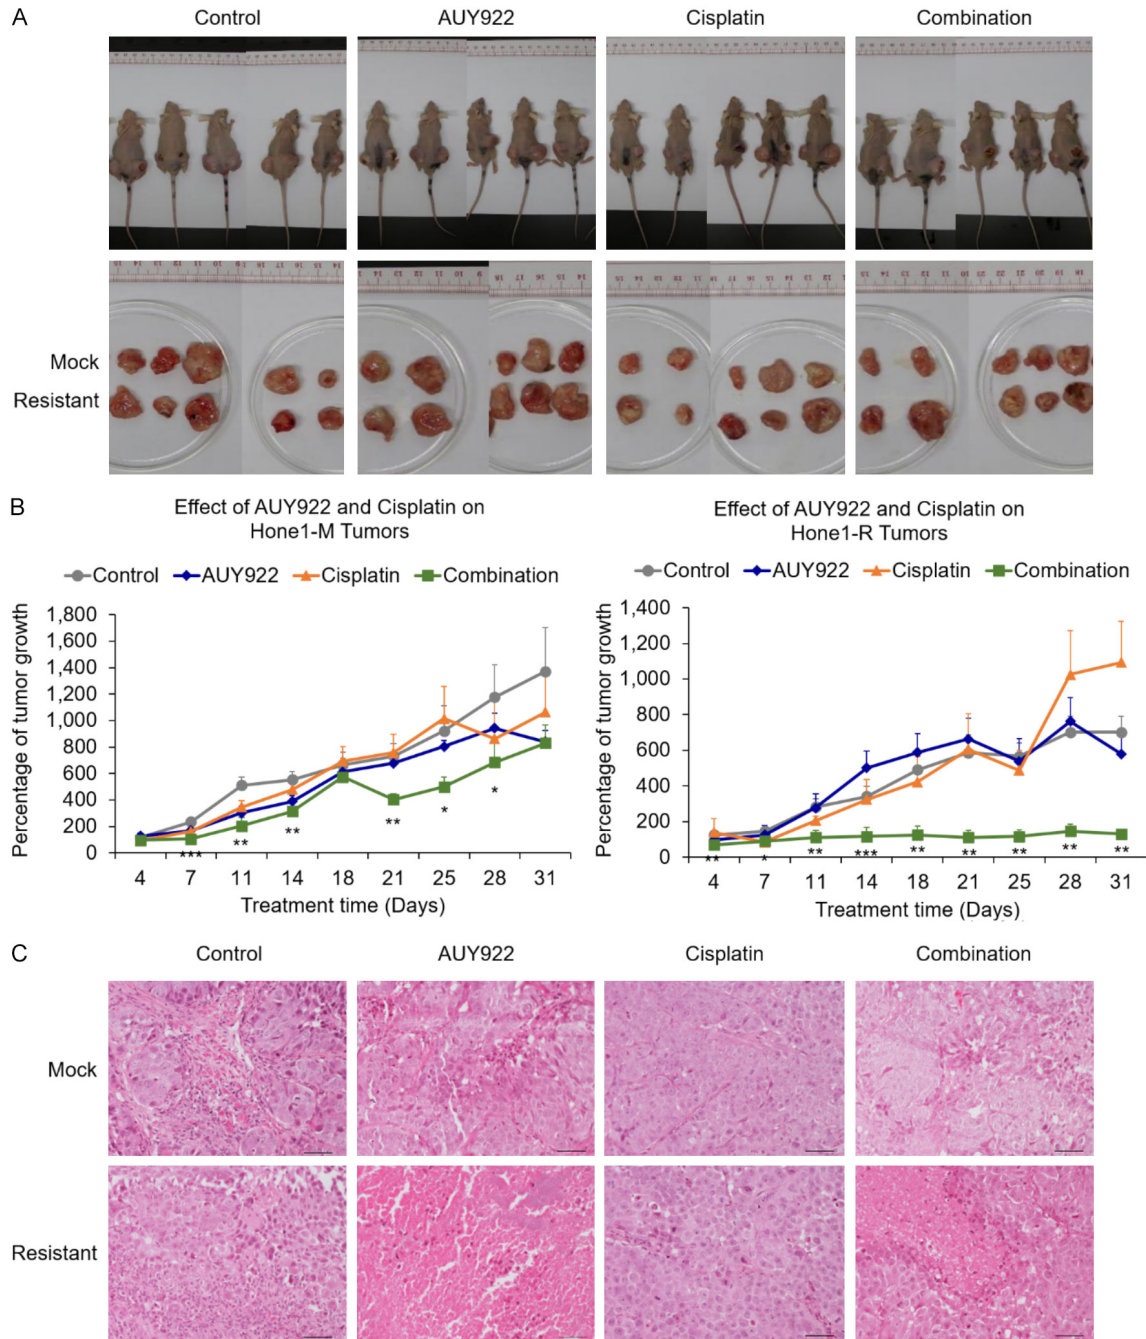 A
Control AUY922 Cisplatin Combination
Mock
Resistant
B
Effect of AUY922 and Cisplatin on
Hone1-M Tumors
Control AUY922 Cisplatin Combination
Percentage of tumor growth
1,800
1,600
1,400
1,200
1,000
800
600
400
200
0
*** ** ** ** * *
4 7 11 14 18 21 25 28 31
Treatment time (Days)
Effect of AUY922 and Cisplatin on
Hone1-R Tumors
Control AUY922 Cisplatin Combination
Percentage of tumor growth
1,400
1,200
1,000
800
600
400
200
0
** * ** *** ** ** ** ** **
4 7 11 14 18 21 25 28 31
Treatment time (Days)
C
Control AUY922 Cisplatin Combination
Mock
Resistant